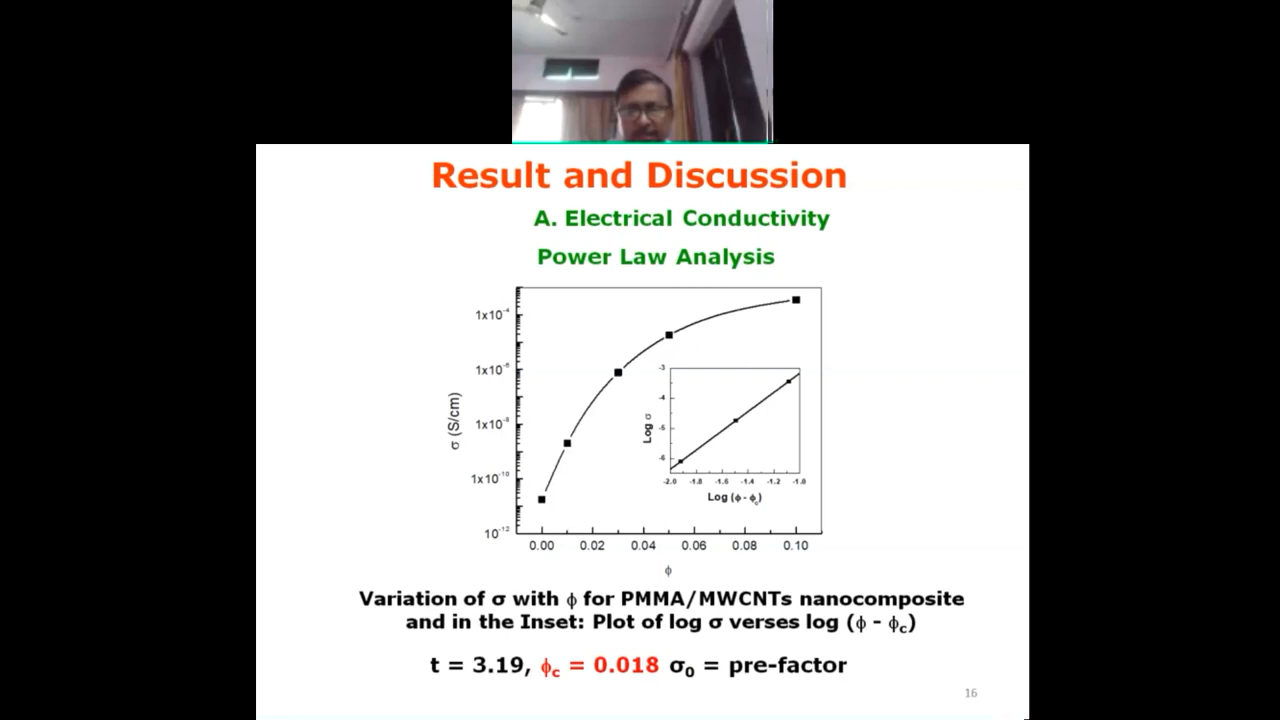 Result and Discussion
A. Electrical Conductivity
Power Law Analysis
1x10⁻⁴
1x10⁻⁶
1x10⁻⁸
1x10⁻¹⁰
10⁻¹²
σ (S/cm)
0.00 0.02 0.04 0.06 0.08 0.10
ϕ
-3
-4
-5
-6
Log σ
-2.0 -1.8 -1.6 -1.4 -1.2 -1.0
Log (ϕ - ϕc)
Variation of σ with ϕ for PMMA/MWCNTs nanocomposite
and in the Inset: Plot of log σ verses log (ϕ - ϕc)
t = 3.19, ϕc = 0.018 σ₀ = pre-factor
16